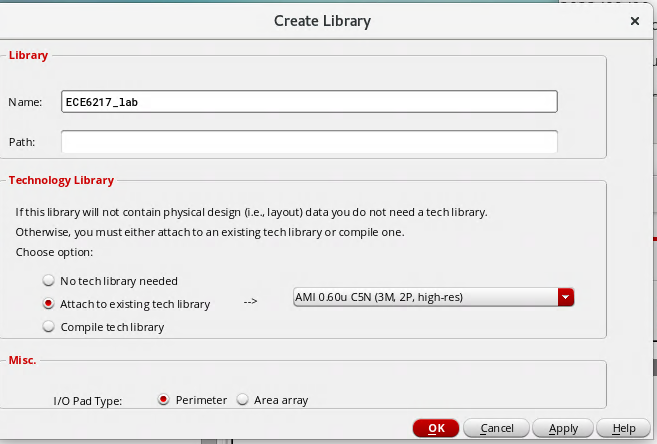 Create Library
Library
Name: ECE6217_lab
Path:
Technology Library
If this library will not contain physical design (i.e., layout) data you do not need a tech library.
Otherwise, you must either attach to an existing tech library or compile one.
Choose option:
No tech library needed
Attach to existing tech library --> AMI 0.60u C5N (3M, 2P, high-res)
Compile tech library
Misc.
I/O Pad Type: Perimeter Area array
OK Cancel Apply Help